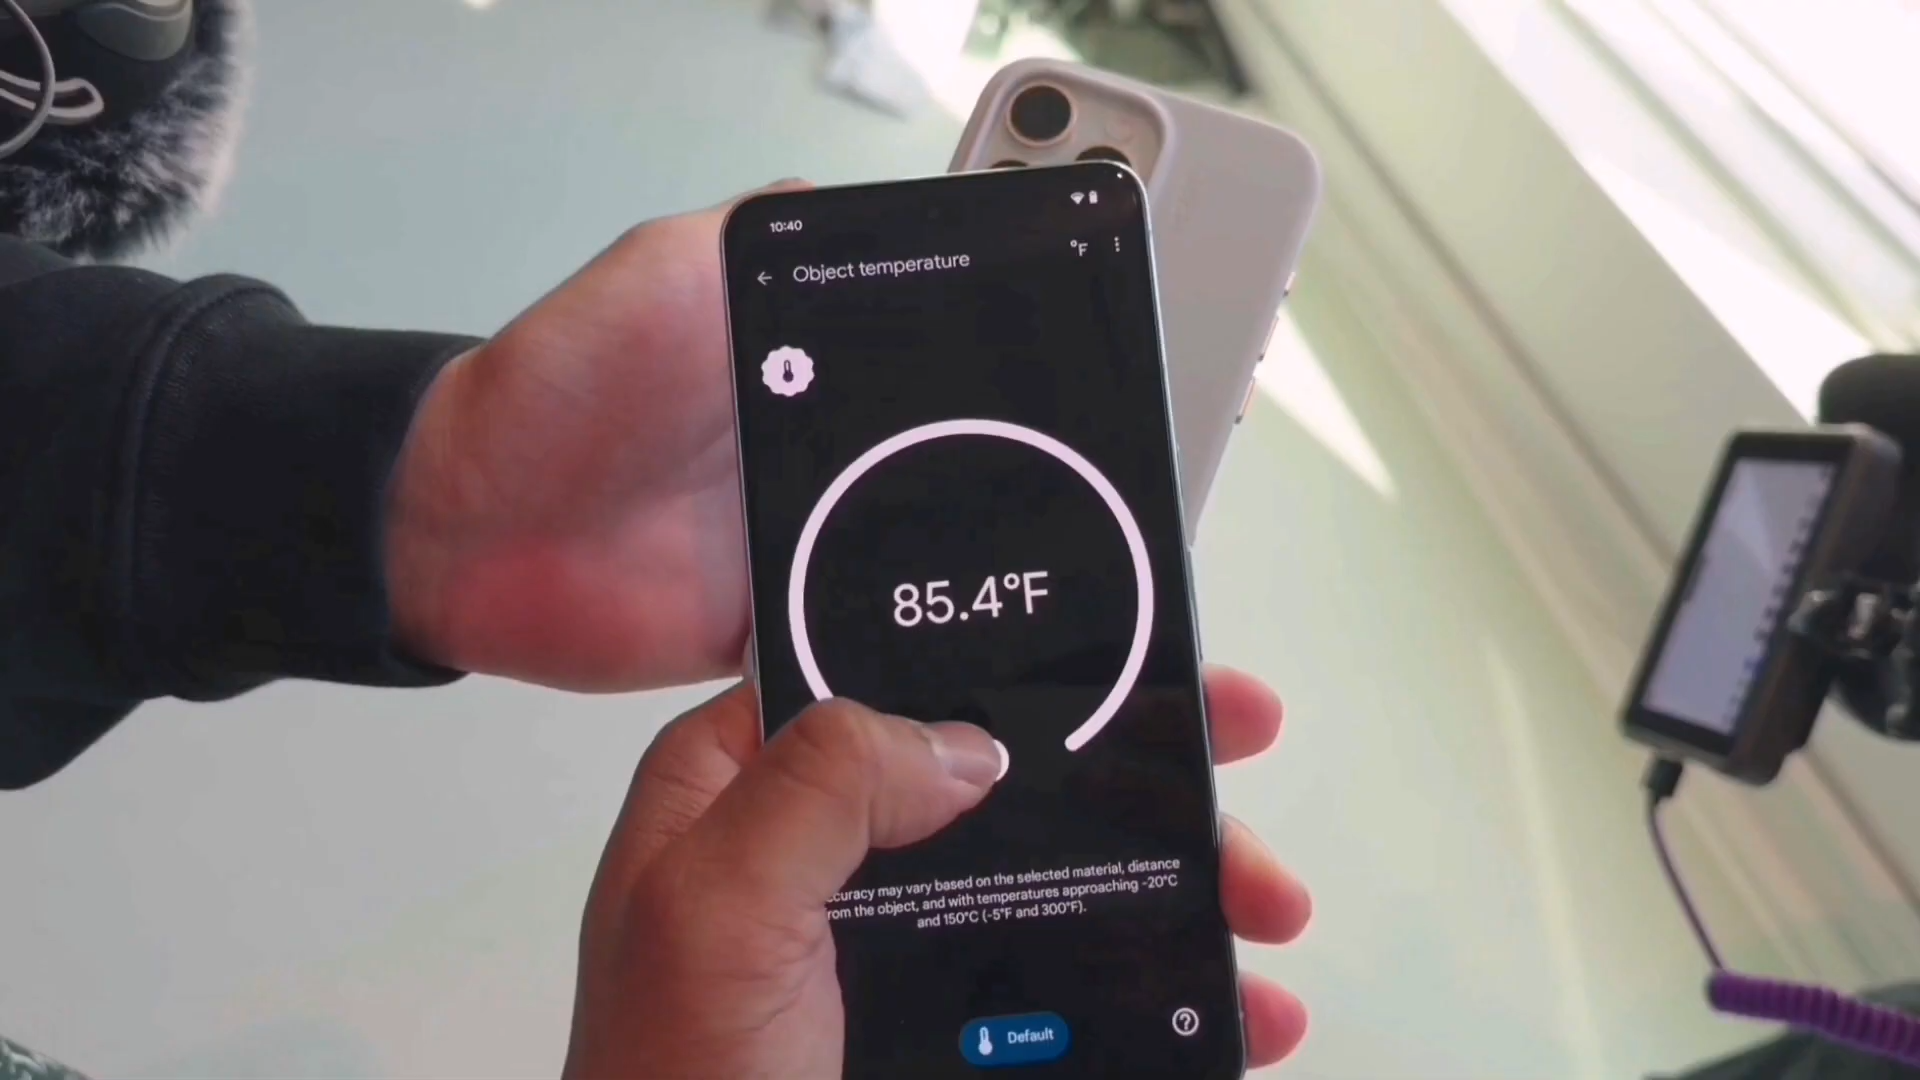 10:40
Object temperature
°F
85.4°F
ccuracy may vary based on the selected material, distance
rom the object, and with temperatures approaching -20°C
and 150°C (-5°F and 300°F).
Default